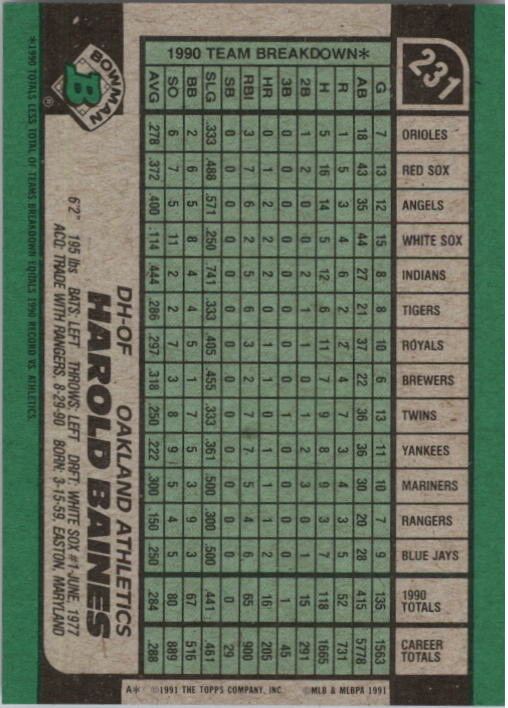 231
BOWMAN
B
®
DH-OF OAKLAND ATHLETICS
HAROLD BAINES
6'2" 195 lbs BATS: LEFT THROWS: LEFT DRFT: WHITE SOX #1-JUNE, 1977
ACQ: TRADE WITH RANGERS, 8-29-90 BORN: 3-15-59, EASTON, MARYLAND
1990 TEAM BREAKDOWN*
G AB R H 2B 3B HR RBI SB SLG BB SO AVG
ORIOLES 7 18 1 5 1 0 0 3 0 .333 2 6 .278
RED SOX 13 43 5 16 2 0 1 7 0 .488 6 7 .372
ANGELS 12 35 3 14 0 0 2 6 0 .571 5 5 .400
WHITE SOX 15 44 4 5 0 0 2 2 0 .250 8 11 .114
INDIANS 8 27 6 12 2 0 2 5 0 .741 4 2 .444
TIGERS 8 21 2 6 1 0 0 6 0 .333 4 2 .286
ROYALS 10 37 2 11 1 0 1 3 0 .405 5 7 .297
BREWERS 6 22 4 7 0 0 1 2 0 .455 1 3 .318
TWINS 13 36 7 9 1 1 0 7 0 .333 7 8 .250
YANKEES 11 36 3 8 2 0 1 7 0 .361 5 9 .222
MARINERS 10 30 4 9 3 0 1 5 0 .500 3 5 .300
RANGERS 7 20 3 3 0 0 1 4 0 .300 9 4 .150
BLUE JAYS 9 28 5 7 1 0 2 6 0 .500 3 5 .250
1990 TOTALS 135 415 52 118 15 1 16 65 0 .441 67 80 .284
CAREER TOTALS 1563 5778 731 1665 291 45 205 900 29 .461 516 889 .288
*1990 TOTALS LESS TOTAL OF TEAMS BREAKDOWN EQUALS 1990 RECORD VS. ATHLETICS.
A* ©1991 THE TOPPS COMPANY, INC. ©MLB & MLBPA 1991